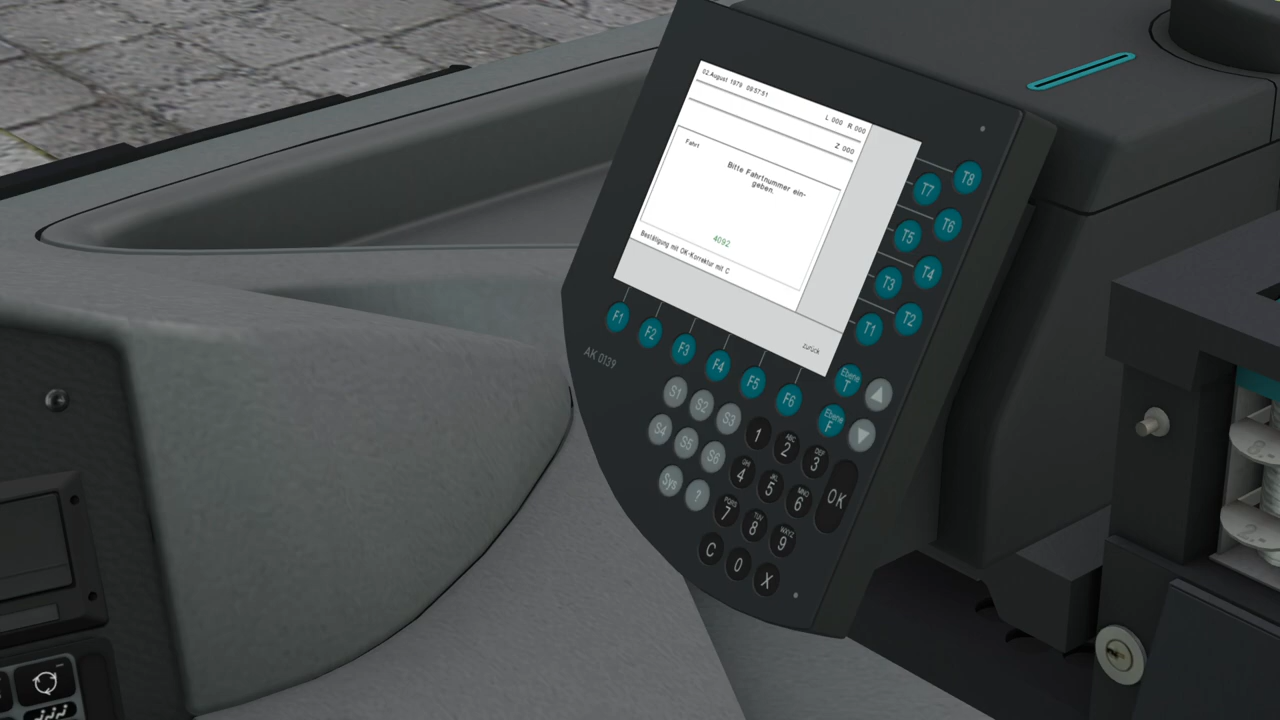 02.August 1979 09:57:51
L 000 R 000
Z 000
Fahrt
Bitte Fahrtnummer ein-
geben.
4092
Bestätigung mit OK-Korrektur mit C
zurück
T8
T7
T6
T5
T4
T3
T2
T1
F1
F2
F3
F4
F5
F6
Ebene
T
Ebene
F
AK 0139
S1
S2
S3
S4
S5
S6
Sys
?
1
ABC
2
DEF
3
GHI
4
JKL
5
MNO
6
OK
PQRS
7
TUV
8
WXYZ
9
C
0
X
8
2